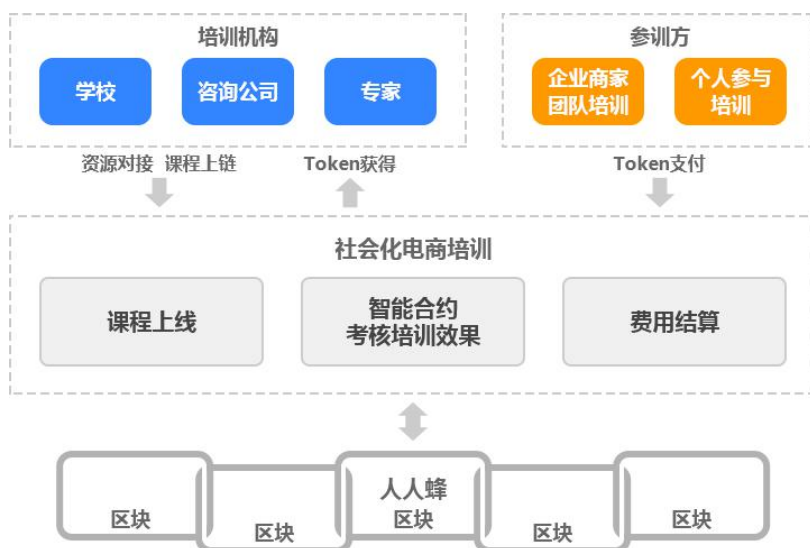 培训机构
参训方
学校
咨询公司
专家
企业商家
团队培训
个人参与
培训
资源对接 课程上链
Token获得
Token支付
社会化电商培训
课程上线
智能合约
考核培训效果
费用结算
区块
区块
人人蜂
区块
区块
区块